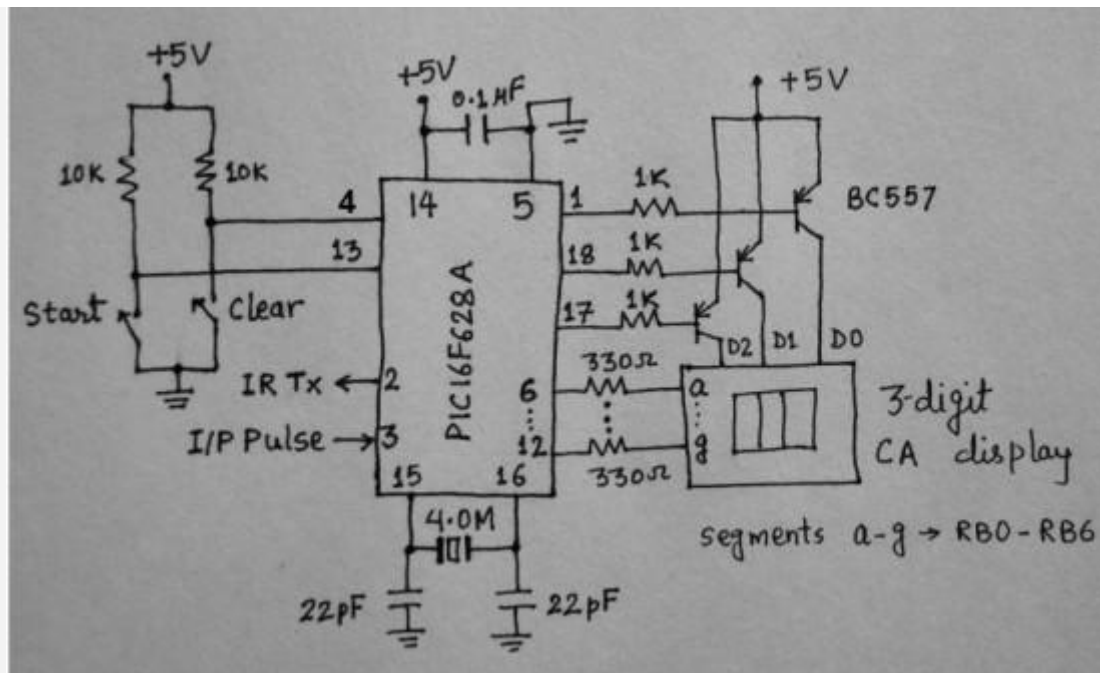 +5V
+5V
0.1µF
+5V
10K
10K
1K
BC557
4
14
5
1
13
1K
18
Start
Clear
1K
17
PIC16F628A
D2
D1
D0
330Ω
IR Tx
2
6
a
3-digit
I/P Pulse
3
12
g
CA display
330Ω
15
16
4.0M
segments a-g → RB0-RB6
22pF
22pF